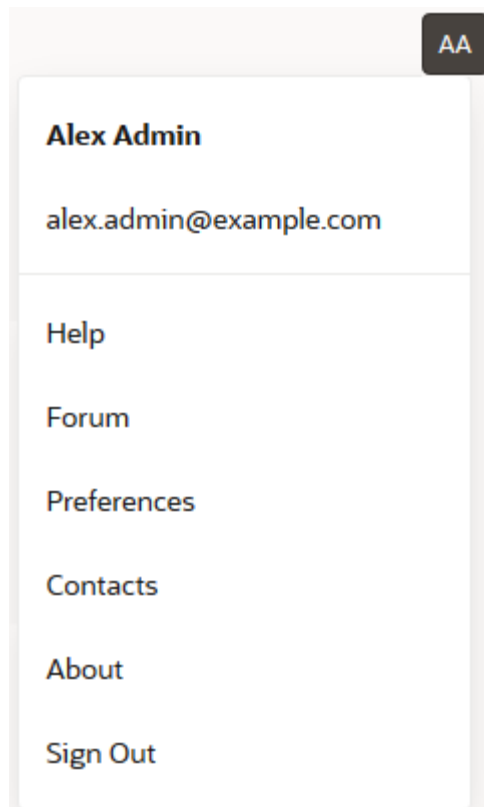 AA
Alex Admin
alex.admin@example.com
Help
Forum
Preferences
Contacts
About
Sign Out